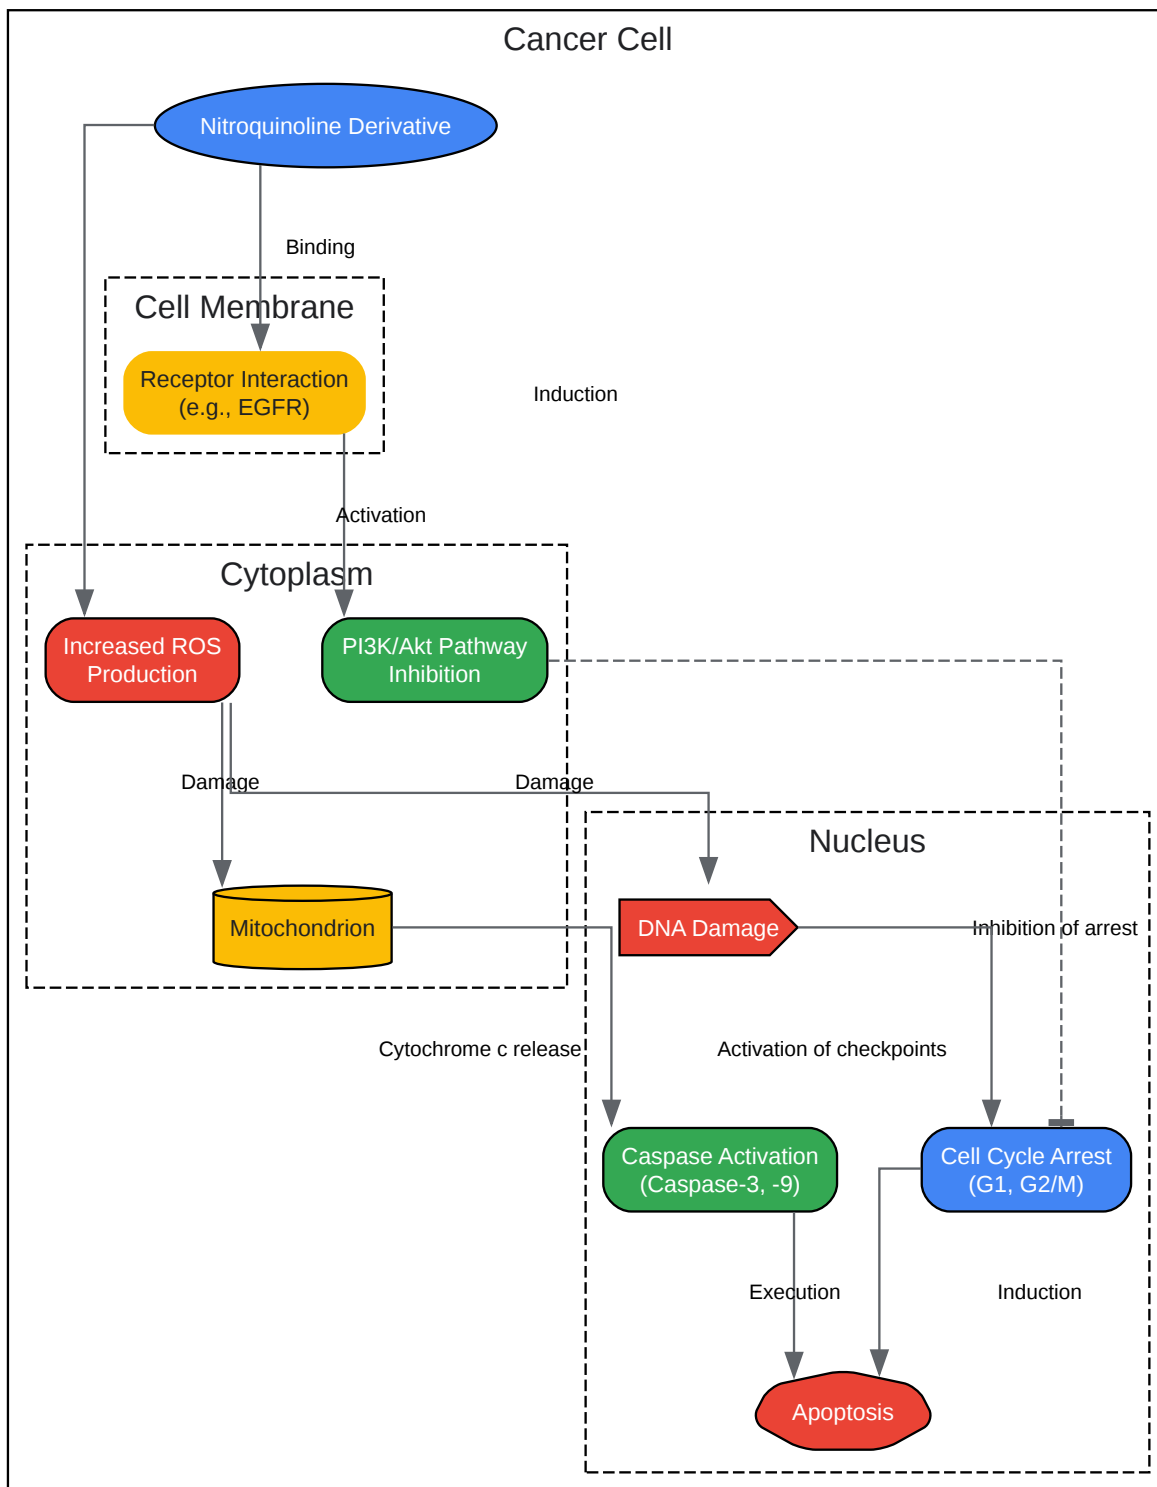 Cancer Cell
Nitroquinoline Derivative
Binding
Cell Membrane
Receptor Interaction
(e.g., EGFR)
Induction
Activation
Cytoplasm
Increased ROS
Production
PI3K/Akt Pathway
Inhibition
Damage
Damage
Nucleus
Mitochondrion
DNA Damage
Inhibition of arrest
Cytochrome c release
Activation of checkpoints
Caspase Activation
(Caspase-3, -9)
Cell Cycle Arrest
(G1, G2/M)
Execution
Induction
Apoptosis